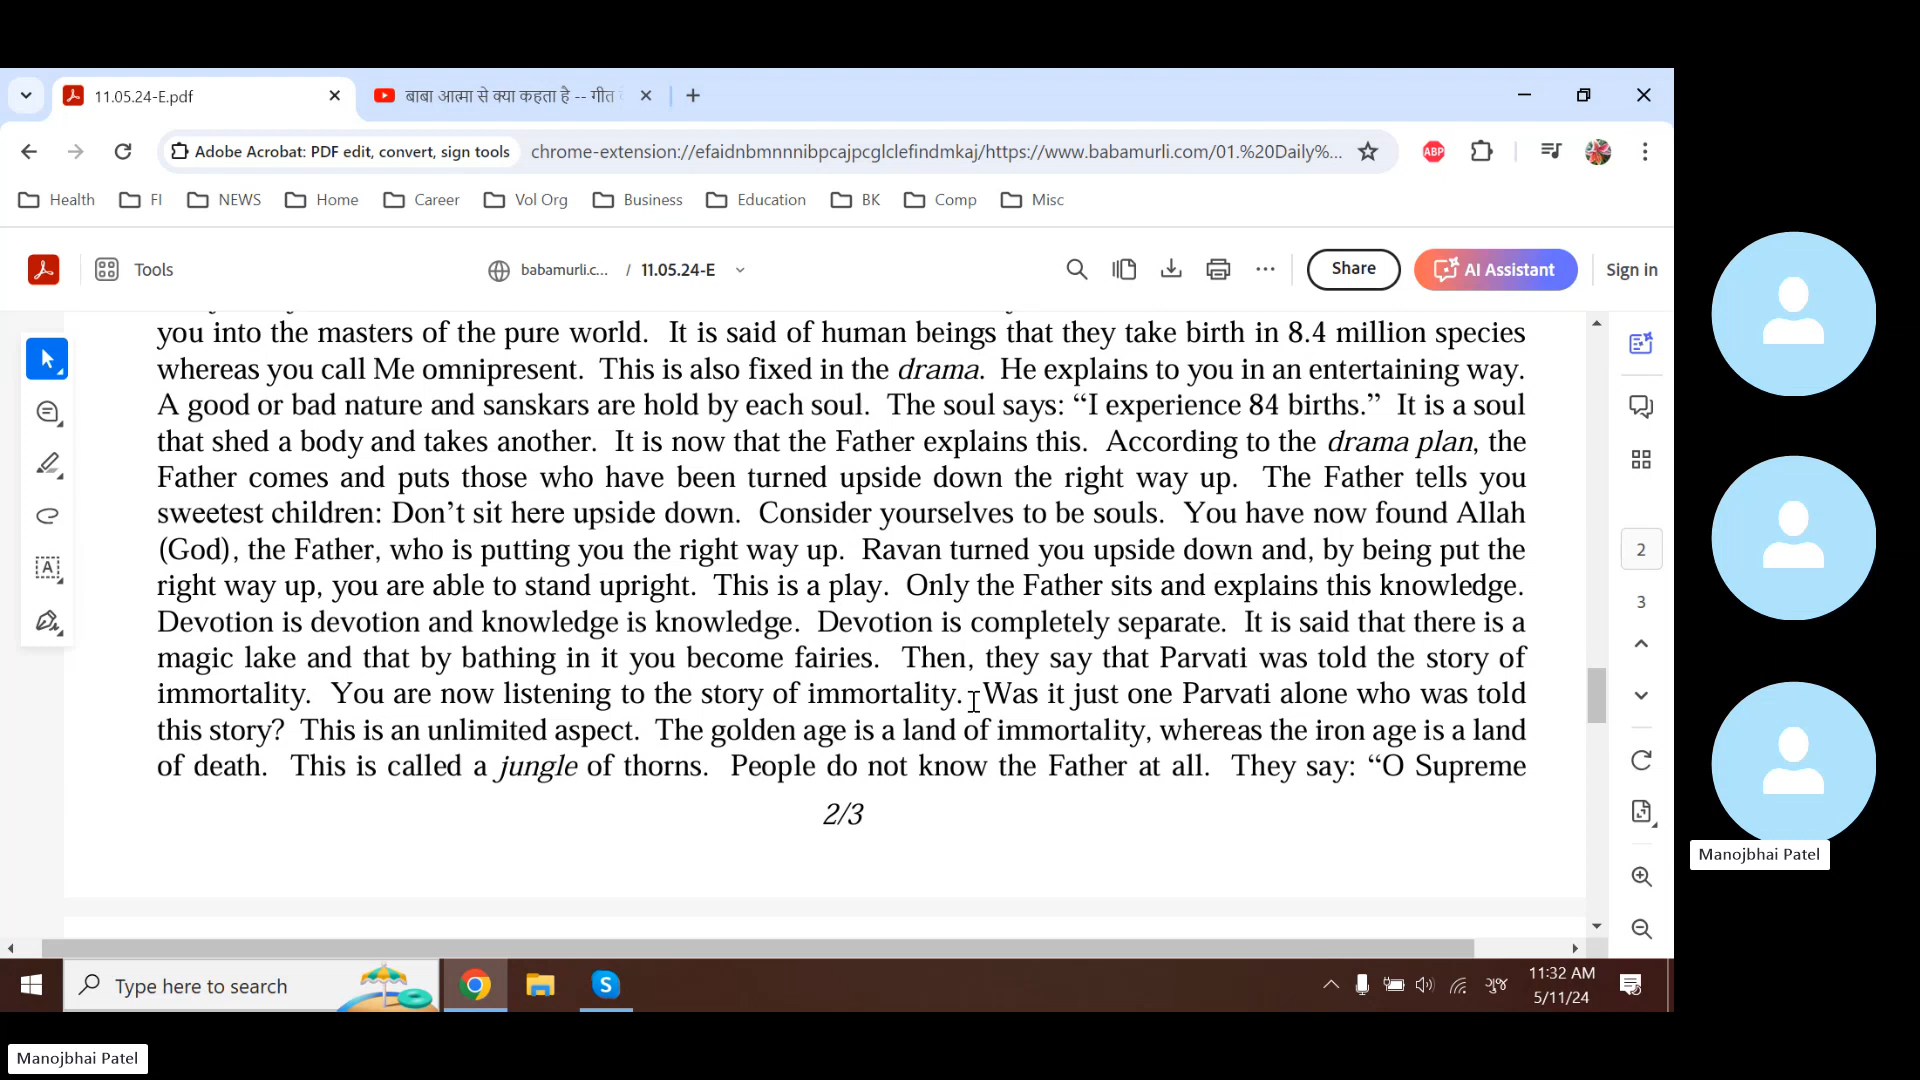 11.05.24-E.pdf
बाबा आत्मा से क्या कहता है -- गीत
Adobe Acrobat: PDF edit, convert, sign tools
chrome-extension://efaidnbmnnnibpcajpcglclefindmkaj/https://www.babamurli.com/01.%20Daily%...
ABP
Health FI NEWS Home Career Vol Org Business Education BK Comp Misc
Tools
babamurli.c... / 11.05.24-E
Share
AI Assistant
Sign in
you into the masters of the pure world. It is said of human beings that they take birth in 8.4 million species
whereas you call Me omnipresent. This is also fixed in the drama. He explains to you in an entertaining way.
A good or bad nature and sanskars are hold by each soul. The soul says: “I experience 84 births.” It is a soul
that shed a body and takes another. It is now that the Father explains this. According to the drama plan, the
Father comes and puts those who have been turned upside down the right way up. The Father tells you
sweetest children: Don’t sit here upside down. Consider yourselves to be souls. You have now found Allah
(God), the Father, who is putting you the right way up. Ravan turned you upside down and, by being put the
right way up, you are able to stand upright. This is a play. Only the Father sits and explains this knowledge.
Devotion is devotion and knowledge is knowledge. Devotion is completely separate. It is said that there is a
magic lake and that by bathing in it you become fairies. Then, they say that Parvati was told the story of
immortality. You are now listening to the story of immortality. Was it just one Parvati alone who was told
this story? This is an unlimited aspect. The golden age is a land of immortality, whereas the iron age is a land
of death. This is called a jungle of thorns. People do not know the Father at all. They say: “O Supreme
2/3
2
3
Manojbhai Patel
Type here to search
ગુજ
11:32 AM
5/11/24
Manojbhai Patel